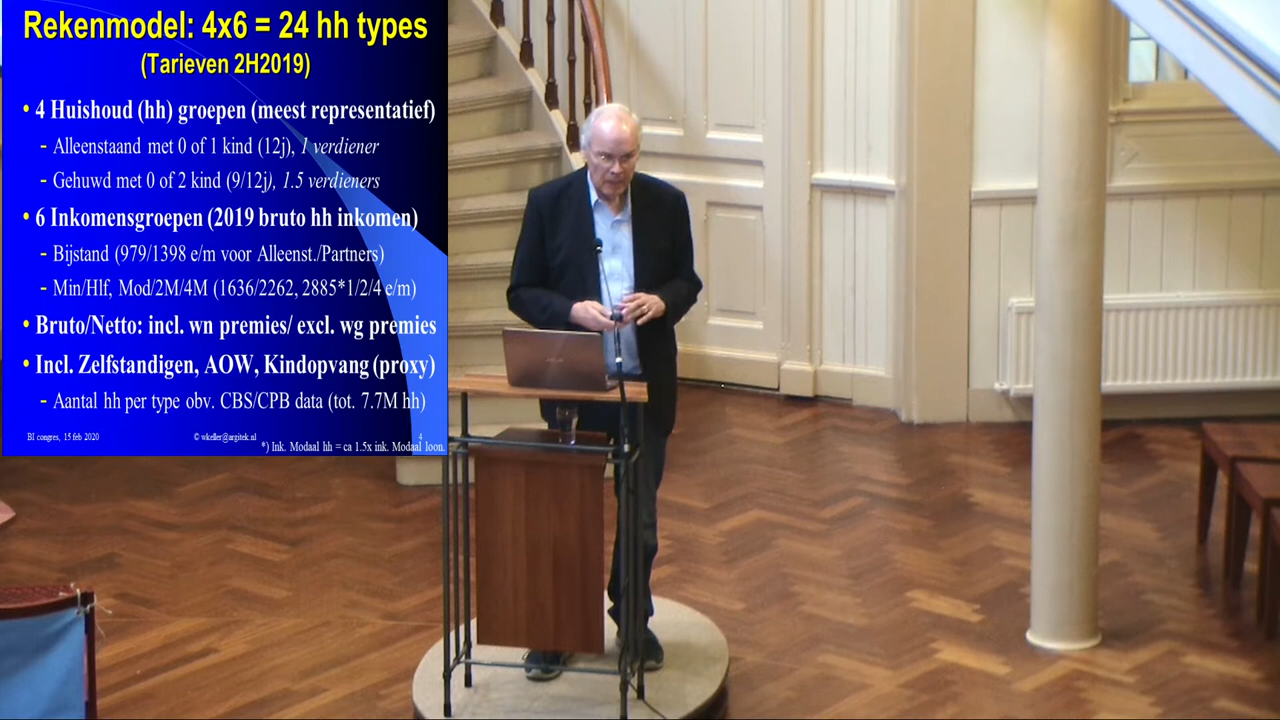 Rekenmodel: 4x6 = 24 hh types
(Tarieven 2H2019)
• 4 Huishoud (hh) groepen (meest representatief)
- Alleenstaand met 0 of 1 kind (12j), 1 verdiener
- Gehuwd met 0 of 2 kind (9/12j), 1.5 verdieners
• 6 Inkomensgroepen (2019 bruto hh inkomen)
- Bijstand (979/1398 e/m voor Alleenst./Partners)
- Min/Hlf, Mod/2M/4M (1636/2262, 2885*1/2/4 e/m)
• Bruto/Netto: incl. wn premies/ excl. wg premies
• Incl. Zelfstandigen, AOW, Kindopvang (proxy)
- Aantal hh per type obv. CBS/CPB data (tot. 7.7M hh)
BI congres, 15 feb 2020 © wkeller@argitek.nl 4
*) Ink. Modaal hh = ca 1.5x ink. Modaal loon.